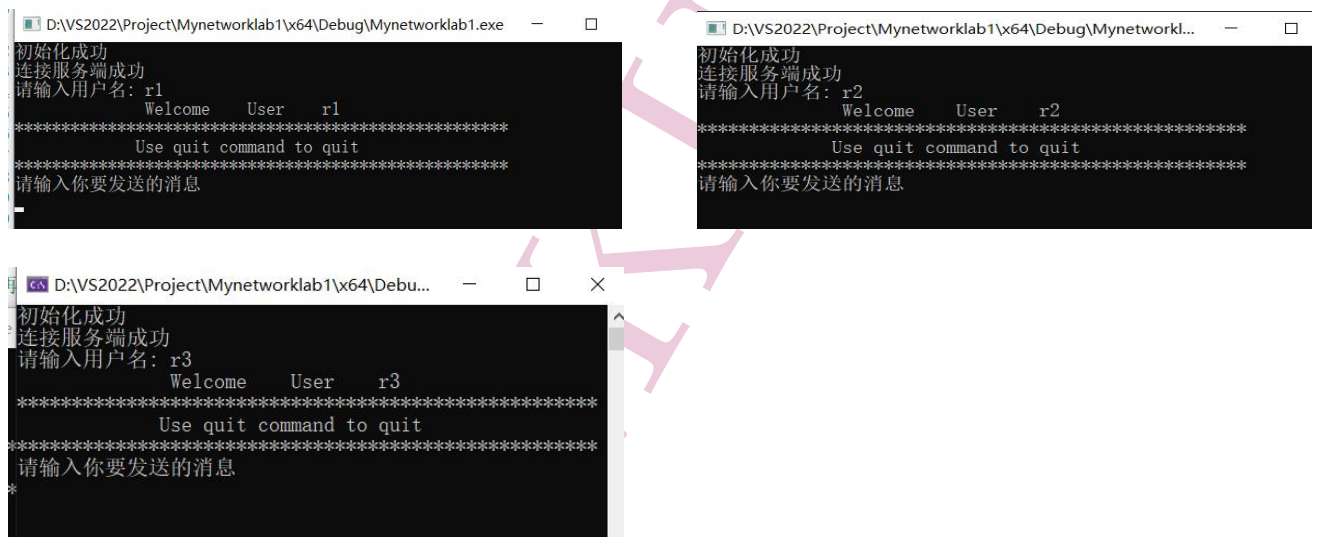 D:\VS2022\Project\Mynetworklab1\x64\Debug\Mynetworklab1.exe
初始化成功
连接服务端成功
请输入用户名: r1
Welcome User r1
*****************************************************
Use quit command to quit
*****************************************************
请输入你要发送的消息
D:\VS2022\Project\Mynetworklab1\x64\Debug\Mynetworkl...
初始化成功
连接服务端成功
请输入用户名: r2
Welcome User r2
*****************************************************
Use quit command to quit
*****************************************************
请输入你要发送的消息
D:\VS2022\Project\Mynetworklab1\x64\Debu...
初始化成功
连接服务端成功
请输入用户名: r3
Welcome User r3
*****************************************************
Use quit command to quit
*****************************************************
请输入你要发送的消息